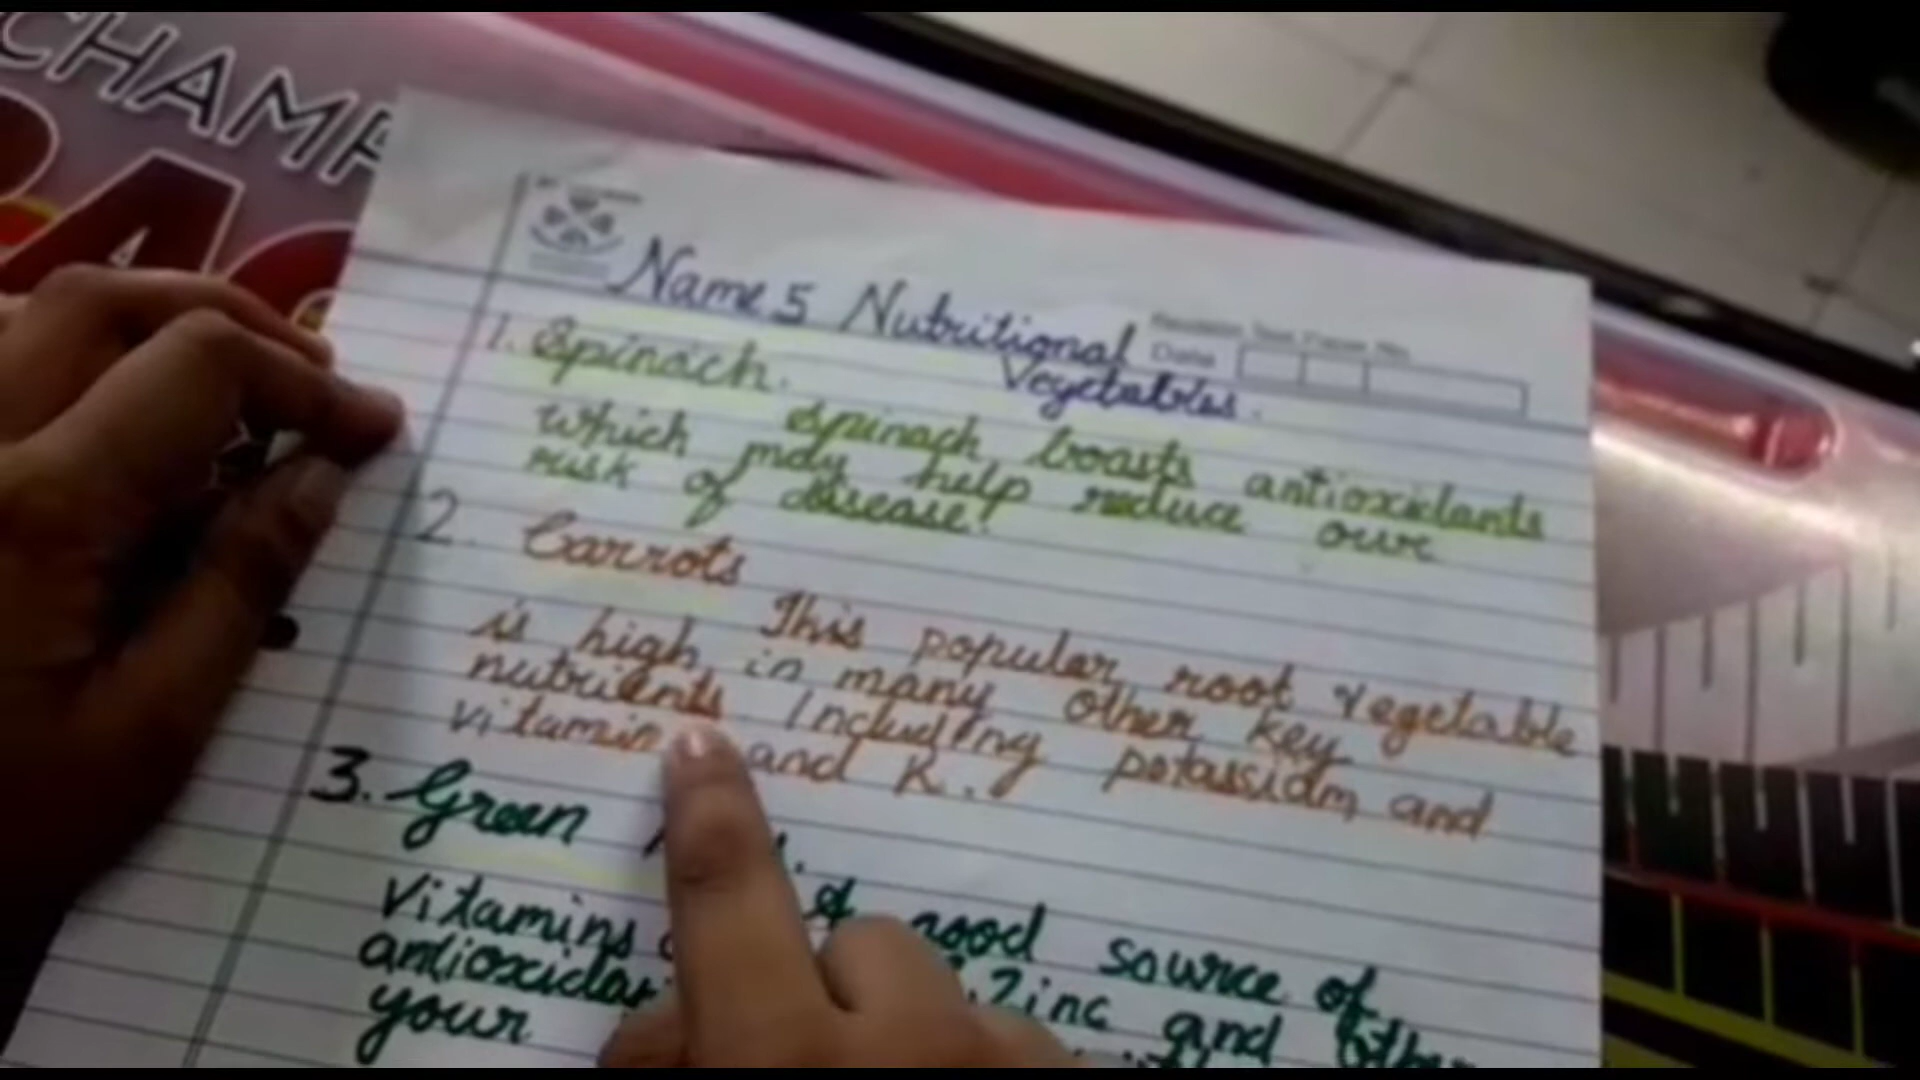 CHAMP
Name 5 Nutritional
Vegetables.
Date
1. Spinach.
Spinach boasts antioxidants
which may help reduce our
risk of disease.
2. Carrots
This popular root vegetable
is high in many other key
nutrients Including potassium and
vitamin and K.
3. Green
A good source of
Vitamins Zinc and other
your